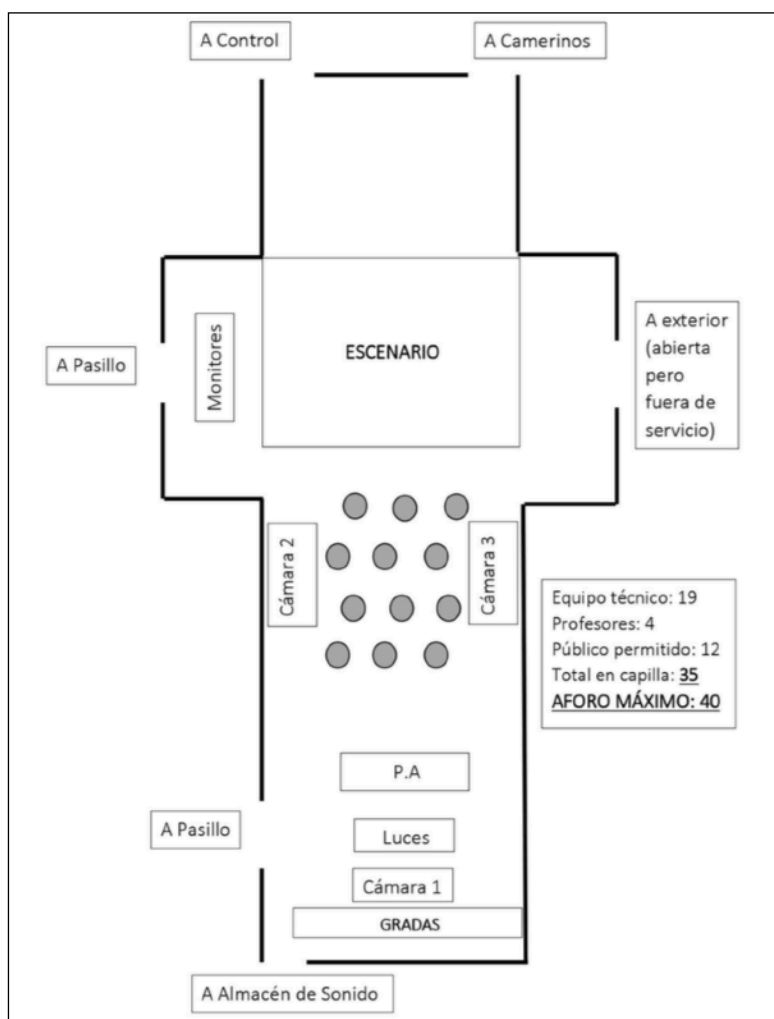 A Control
A Camerinos
ESCENARIO
Monitores
A Pasillo
A exterior
(abierta
pero
fuera de
servicio)
Cámara 2
Cámara 3
Equipo técnico: 19
Profesores: 4
Público permitido: 12
Total en capilla: 35
AFORO MÁXIMO: 40
P.A
A Pasillo
Luces
Cámara 1
GRADAS
A Almacén de Sonido